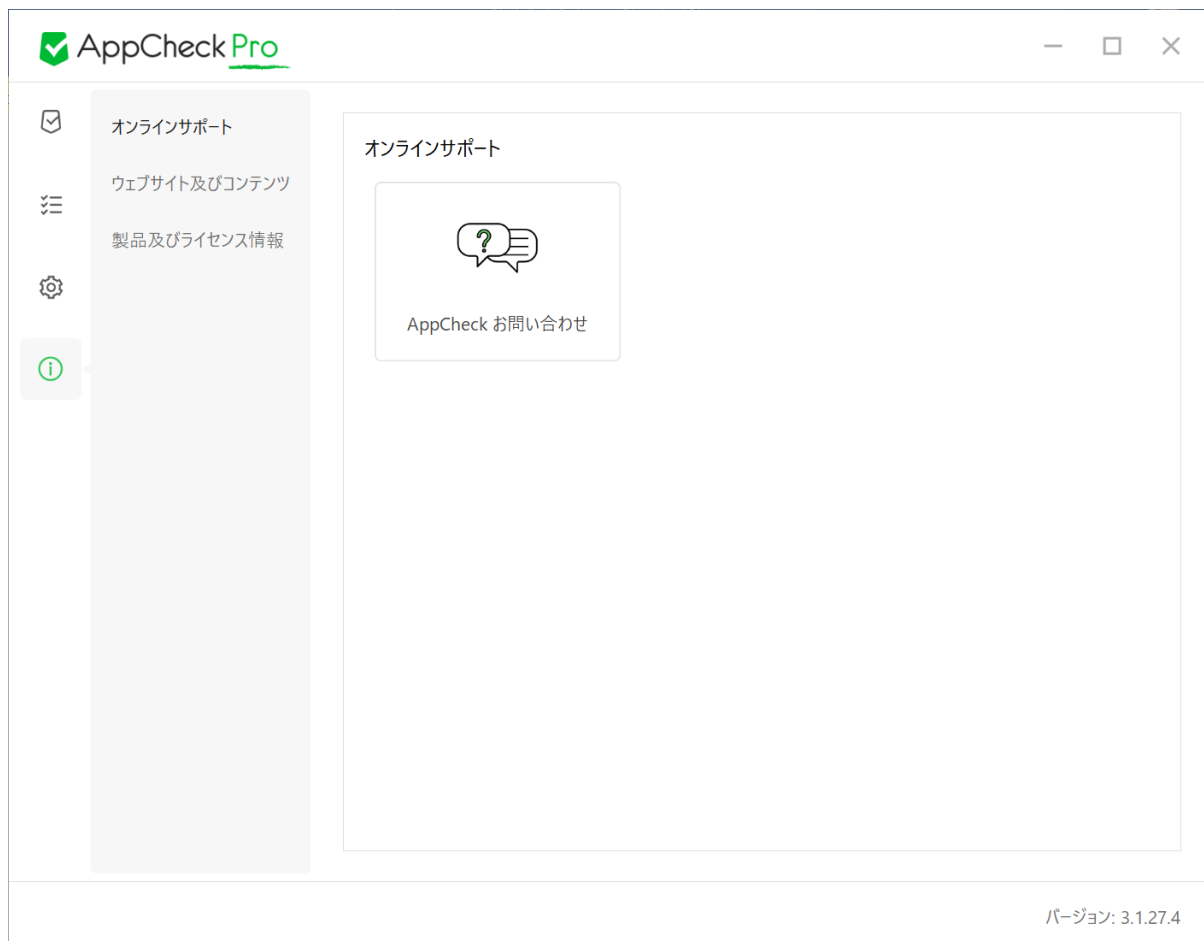 AppCheck Pro
オンラインサポート
ウェブサイト及びコンテンツ
製品及びライセンス情報
オンラインサポート
?
AppCheck お問い合わせ
バージョン: 3.1.27.4